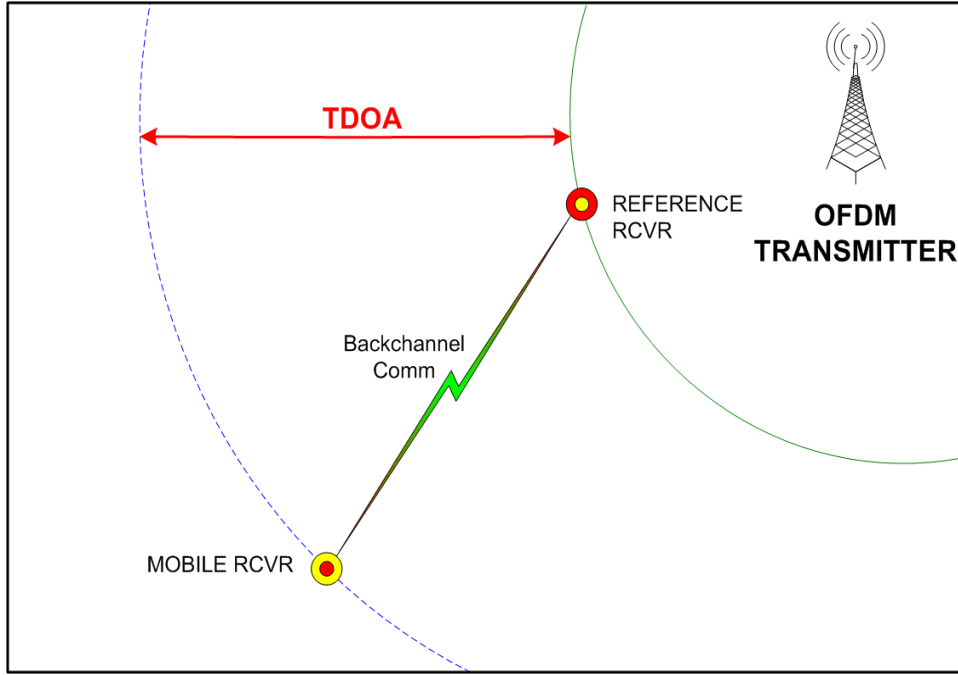 TDOA
REFERENCE
RCVR
OFDM
TRANSMITTER
Backchannel
Comm
MOBILE RCVR